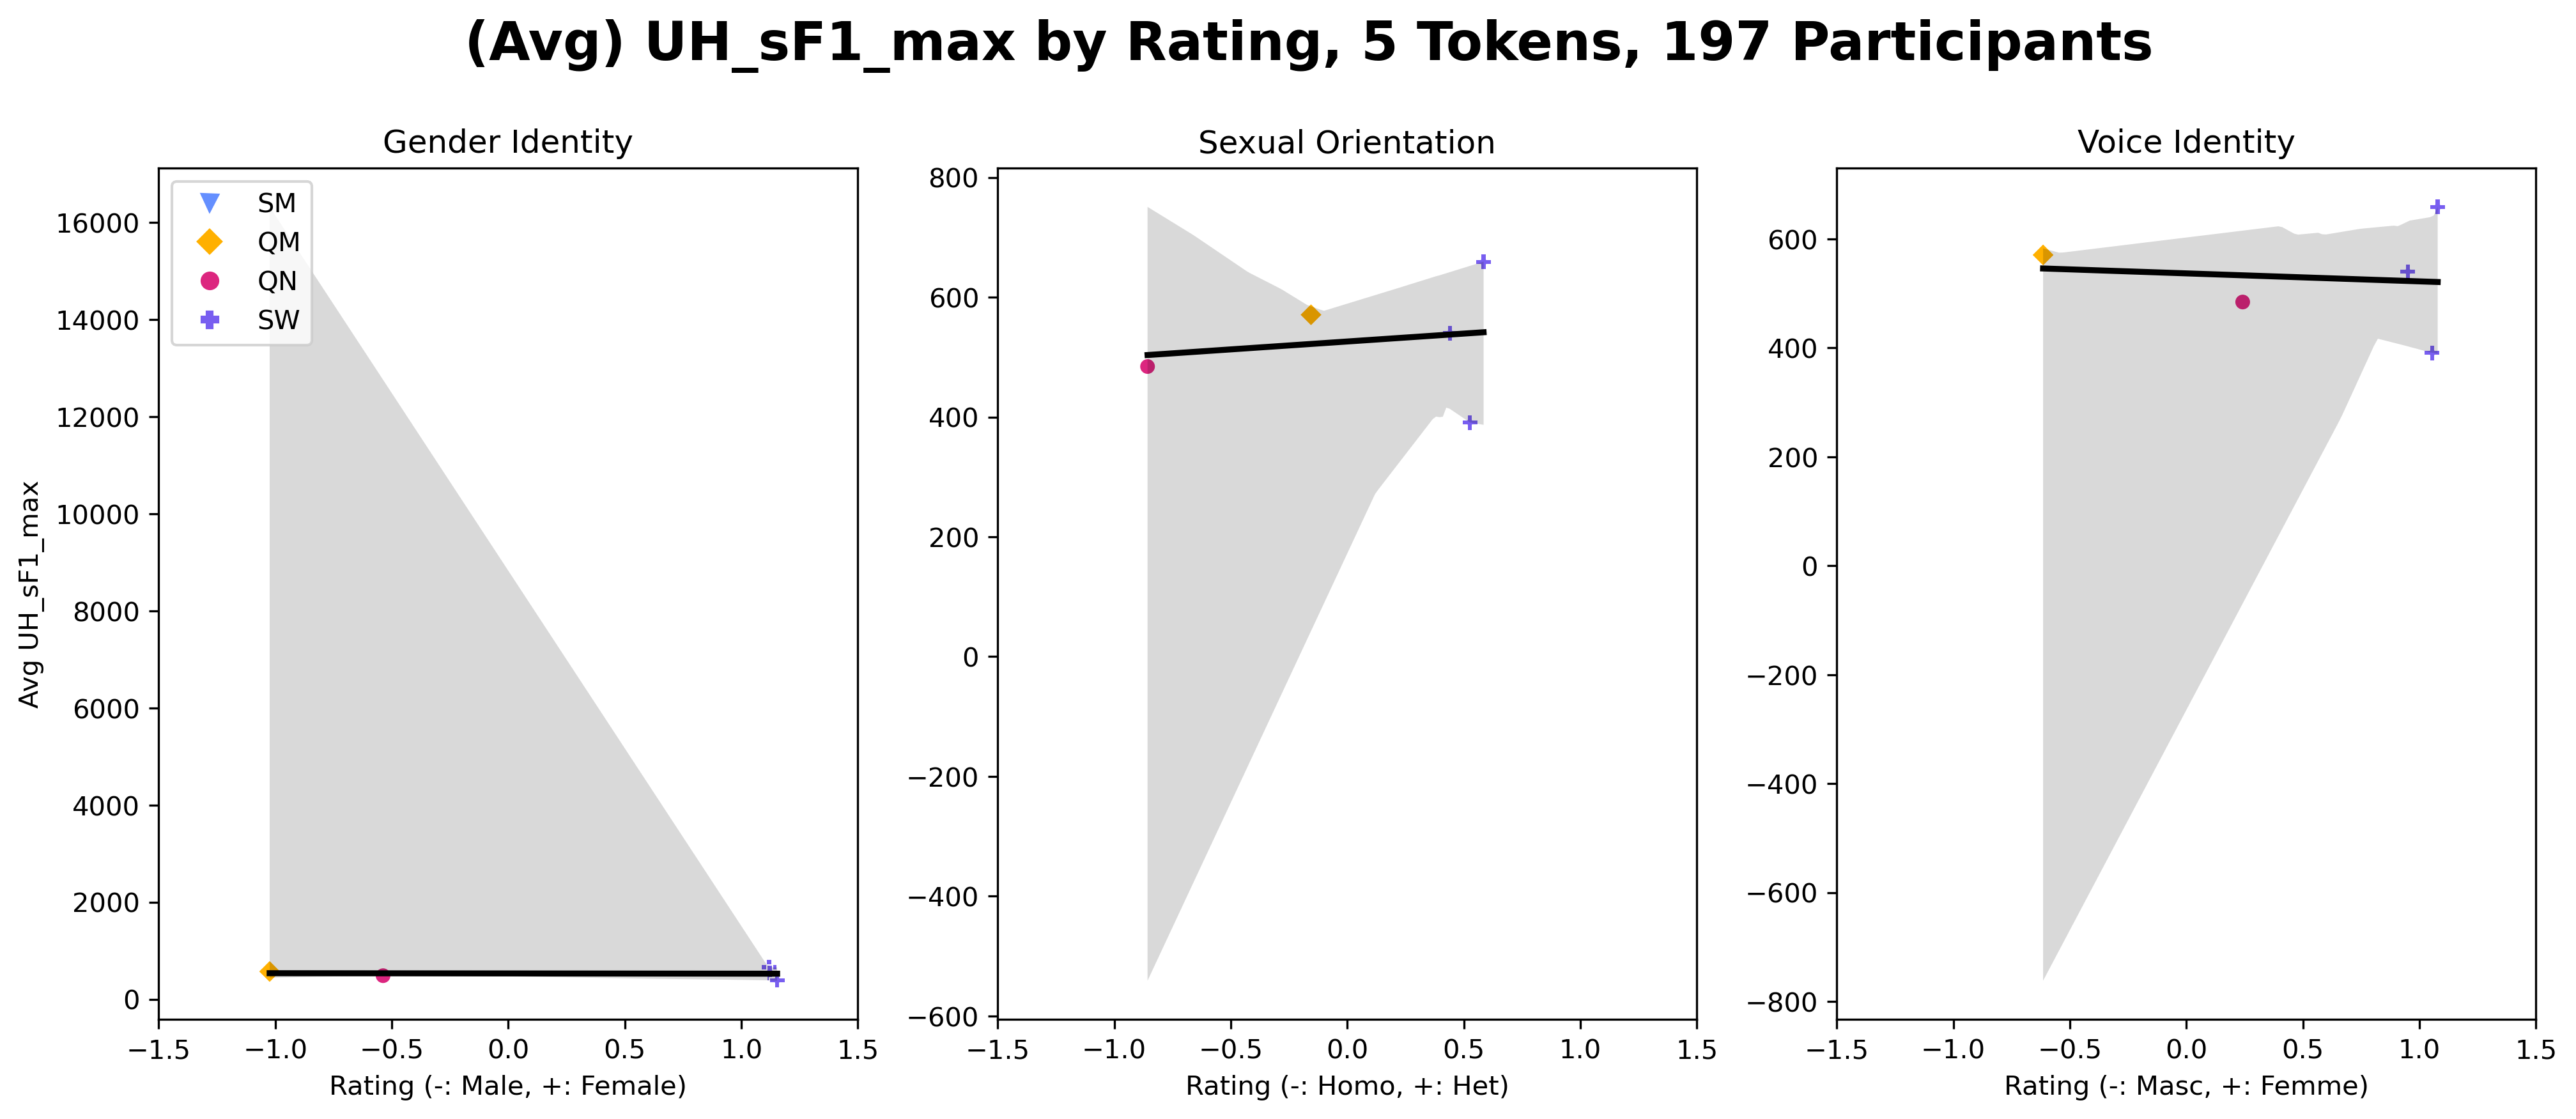 (Avg) UH_sF1_max by Rating, 5 Tokens, 197 Participants
Gender Identity
Sexual Orientation
Voice Identity
SM
QM
QN
SW
Avg UH_sF1_max
16000
14000
12000
10000
8000
6000
4000
2000
0
−1.5 −1.0 −0.5 0.0 0.5 1.0 1.5
Rating (-: Male, +: Female)
800
600
400
200
0
−200
−400
−600
−1.5 −1.0 −0.5 0.0 0.5 1.0 1.5
Rating (-: Homo, +: Het)
600
400
200
0
−200
−400
−600
−800
−1.5 −1.0 −0.5 0.0 0.5 1.0 1.5
Rating (-: Masc, +: Femme)